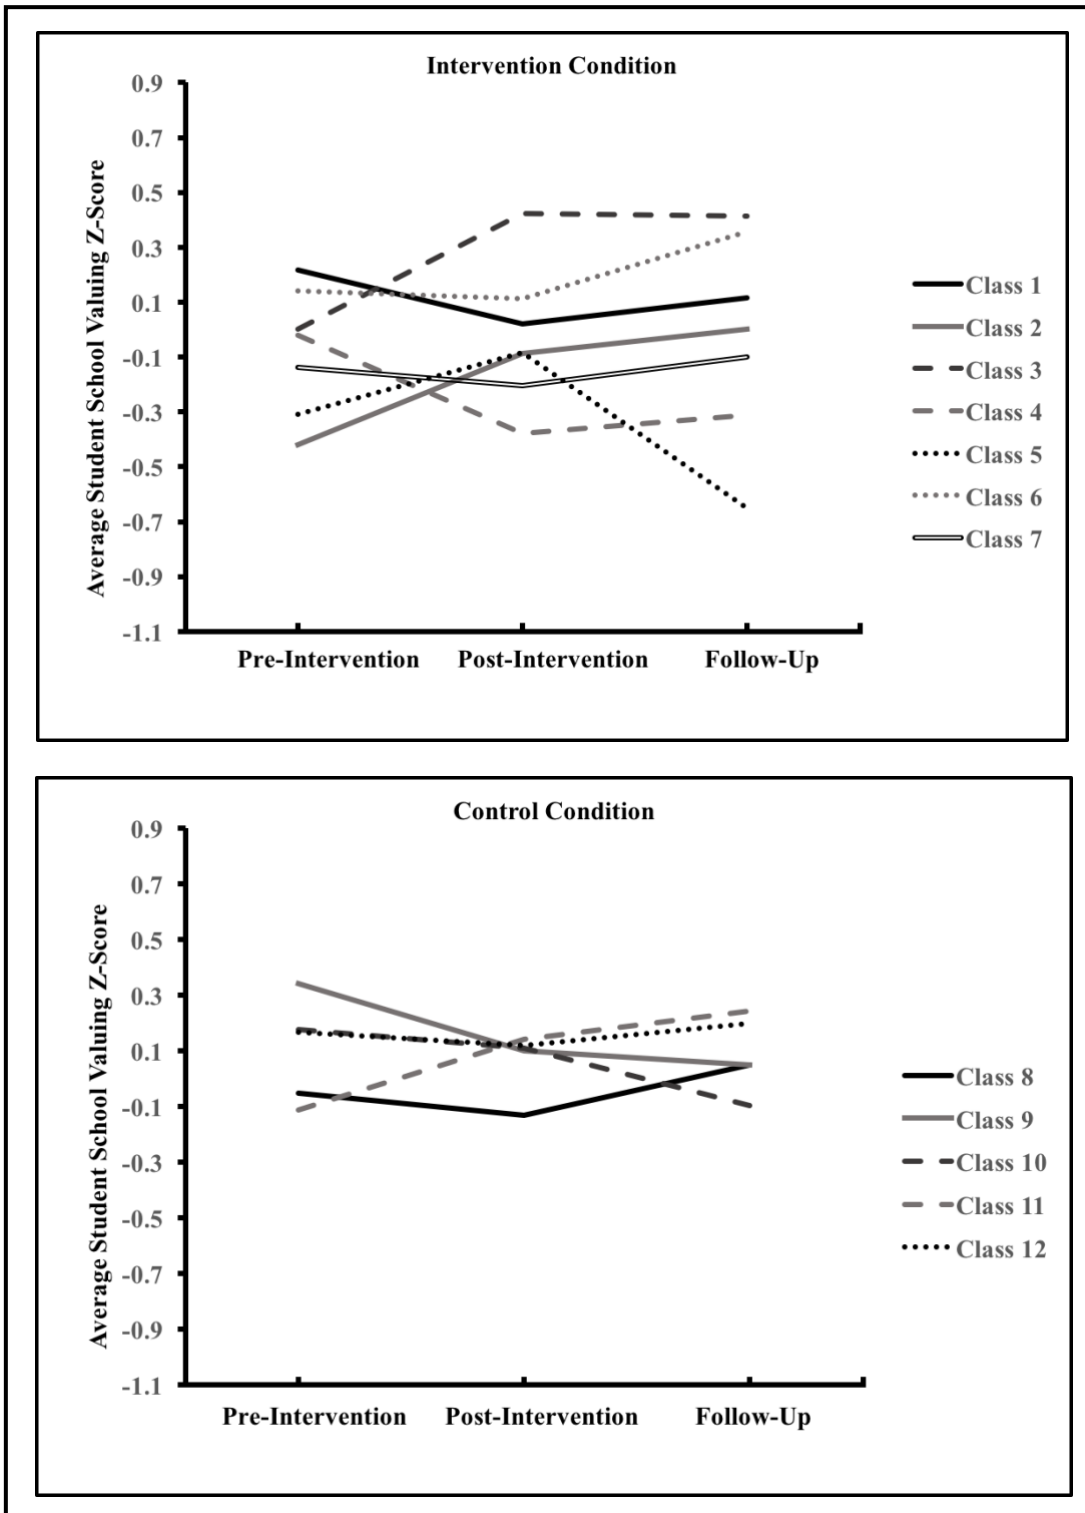 Intervention Condition
Average Student School Valuing Z-Score
0.9
0.7
0.5
0.3
0.1
-0.1
-0.3
-0.5
-0.7
-0.9
-1.1
Pre-Intervention Post-Intervention Follow-Up
Class 1
Class 2
Class 3
Class 4
Class 5
Class 6
Class 7
Control Condition
Average Student School Valuing Z-Score
0.9
0.7
0.5
0.3
0.1
-0.1
-0.3
-0.5
-0.7
-0.9
-1.1
Pre-Intervention Post-Intervention Follow-Up
Class 8
Class 9
Class 10
Class 11
Class 12